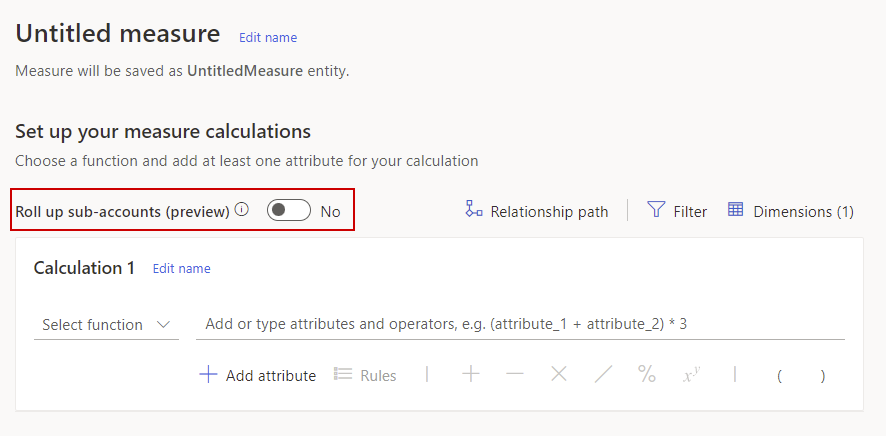 Untitled measure Edit name
Measure will be saved as UntitledMeasure entity.
Set up your measure calculations
Choose a function and add at least one attribute for your calculation
Roll up sub-accounts (preview) No Relationship path Filter Dimensions (1)
Calculation 1 Edit name
Select function Add or type attributes and operators, e.g. (attribute_1 + attribute_2) * 3
Add attribute Rules | + − × / % xʸ | ( )